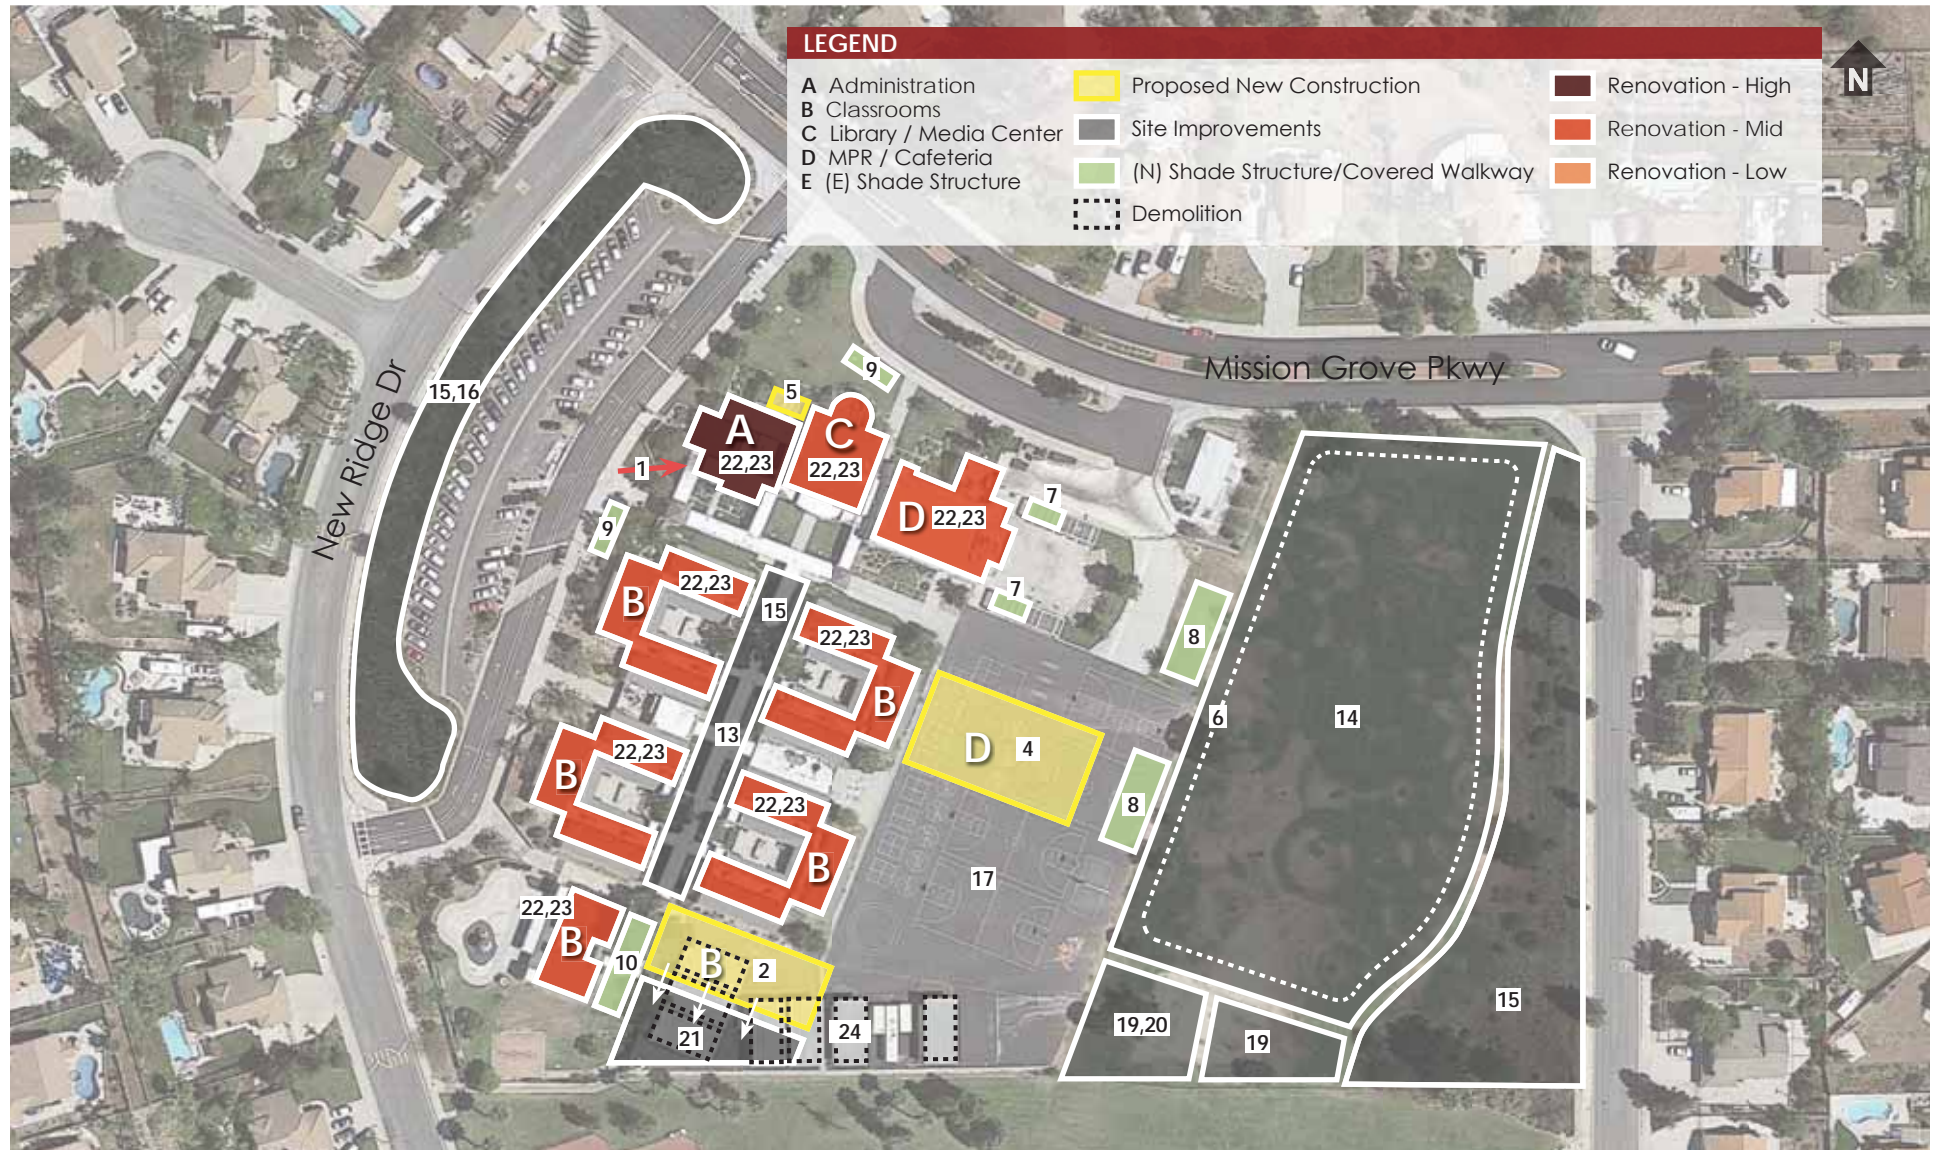 LEGEND
A Administration
B Classrooms
C Library / Media Center
D MPR / Cafeteria
E (E) Shade Structure
Proposed New Construction
Site Improvements
(N) Shade Structure/Covered Walkway
Demolition
Renovation - High
Renovation - Mid
Renovation - Low
N
Mission Grove Pkwy
New Ridge Dr
15,16
9
5
A
22,23
C
22,23
1
D 22,23
7
9
7
B
22,23
15
22,23
B
8
6
14
13
D 4
B
22,23
22,23
B
8
17
22,23
B
10
B 2
21
24
19,20
19
15